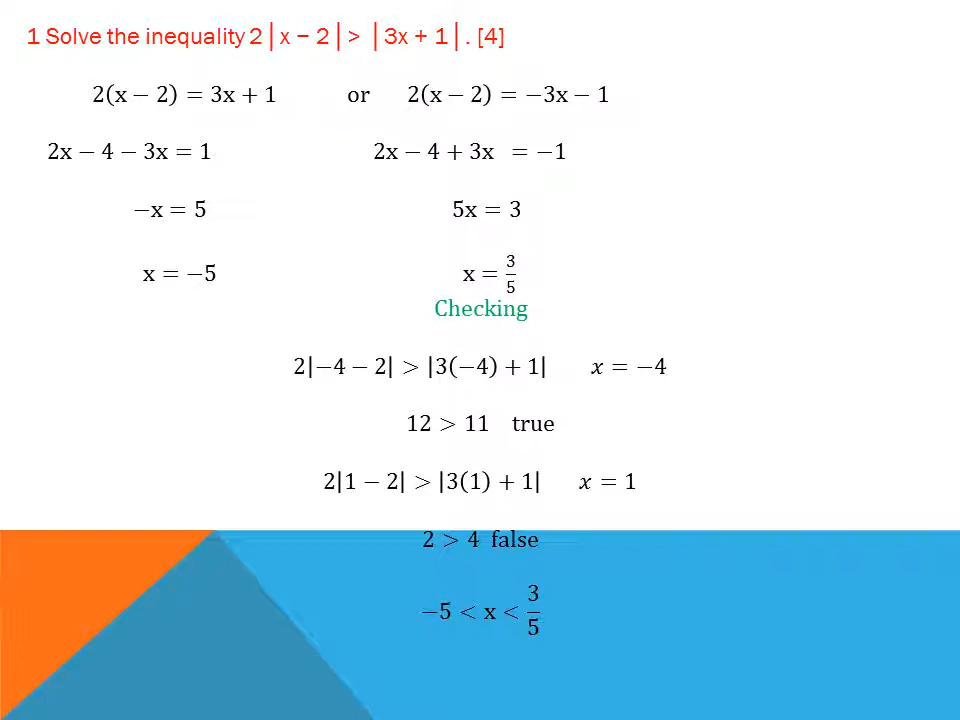 1 Solve the inequality 2│x − 2│> │3x + 1│. [4]
2(x − 2) = 3x + 1 or 2(x − 2) = −3x − 1
2x − 4 − 3x = 1 2x − 4 + 3x = −1
−x = 5 5x = 3
x = −5 x = 3/5
Checking
2|−4 − 2| > |3(−4) + 1| x = −4
12 > 11 true
2|1 − 2| > |3(1) + 1| x = 1
2 > 4 false
−5 < x < 3/5